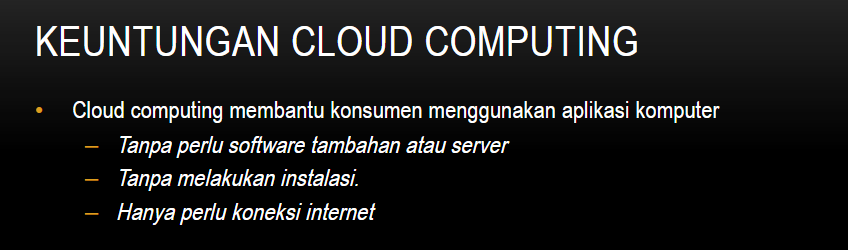 KEUNTUNGAN CLOUD COMPUTING
• Cloud computing membantu konsumen menggunakan aplikasi komputer
– Tanpa perlu software tambahan atau server
– Tanpa melakukan instalasi.
– Hanya perlu koneksi internet